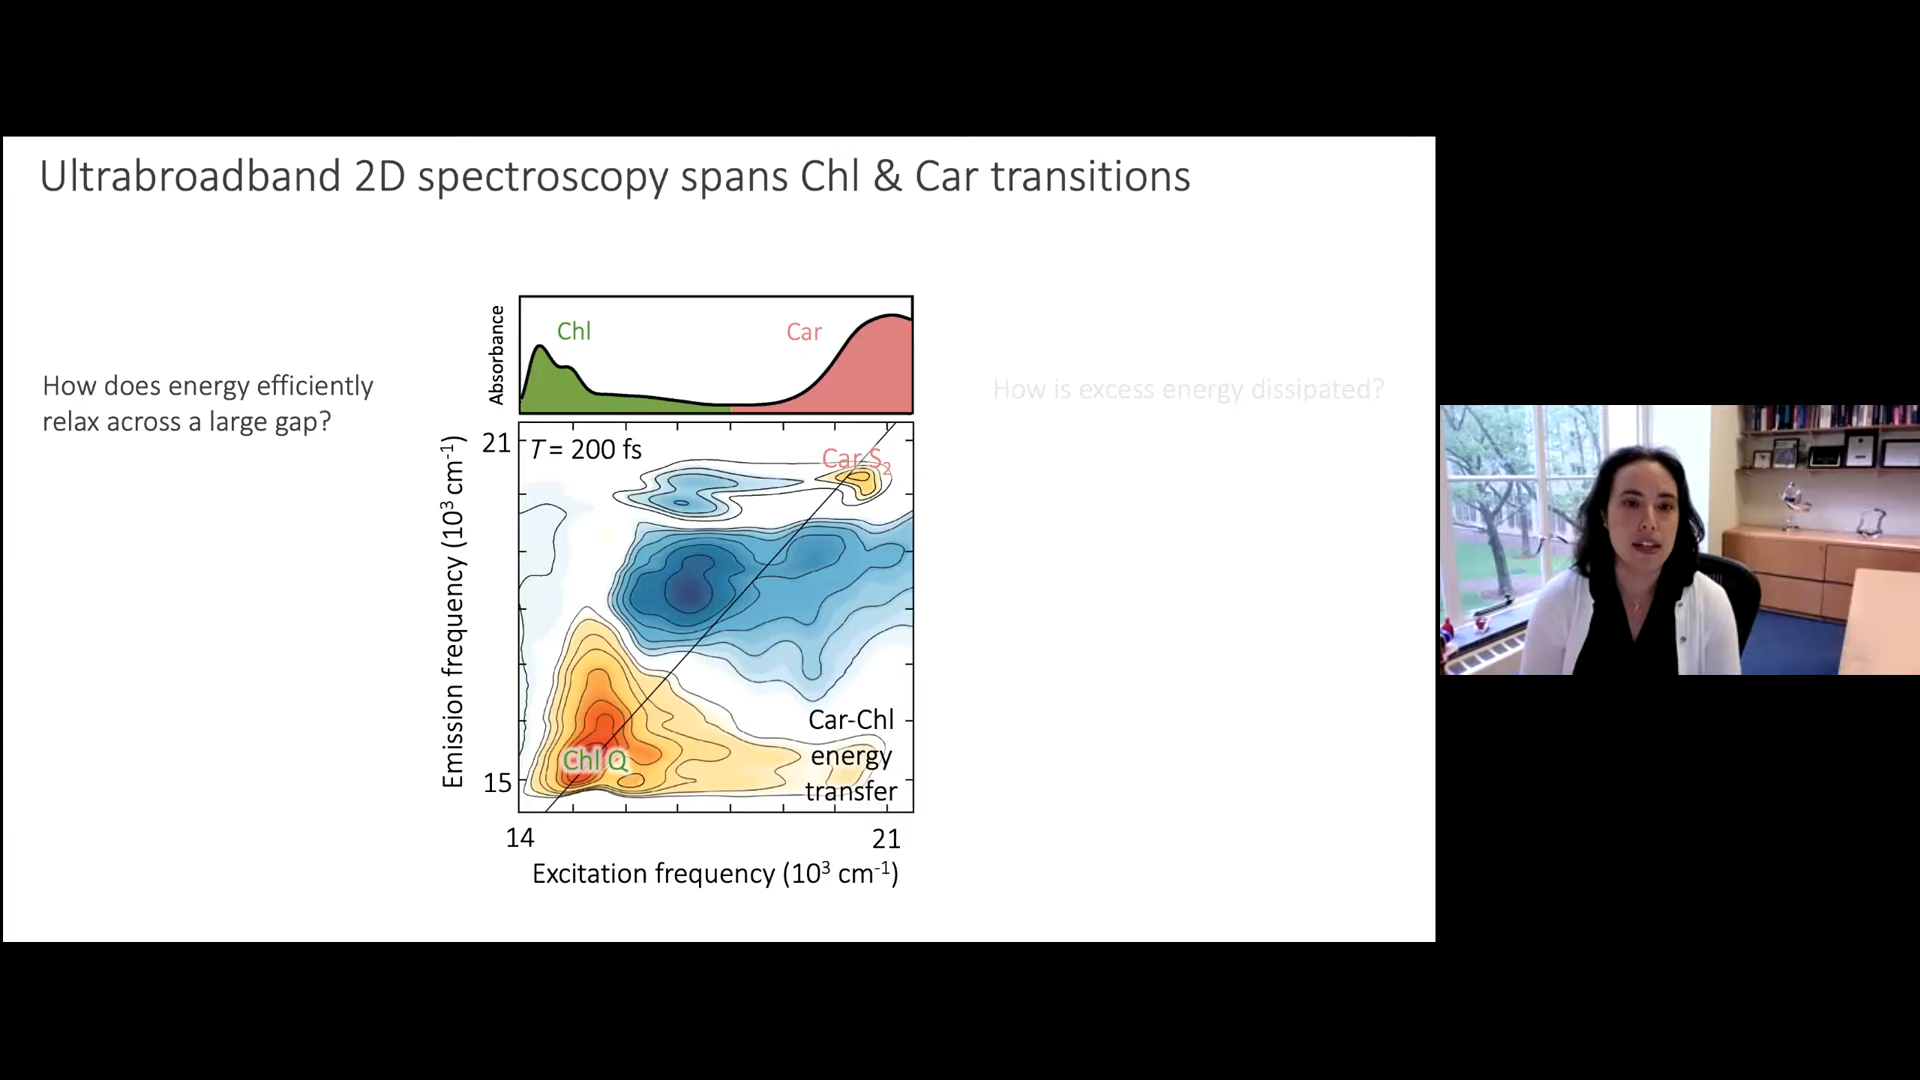 Ultrabroadband 2D spectroscopy spans Chl & Car transitions
How does energy efficiently
relax across a large gap?
Absorbance
Chl
Car
How is excess energy dissipated?
Emission frequency (10³ cm⁻¹)
21
T = 200 fs
Car S₂
Chl Q
Car-Chl
energy
transfer
15
14
21
Excitation frequency (10³ cm⁻¹)